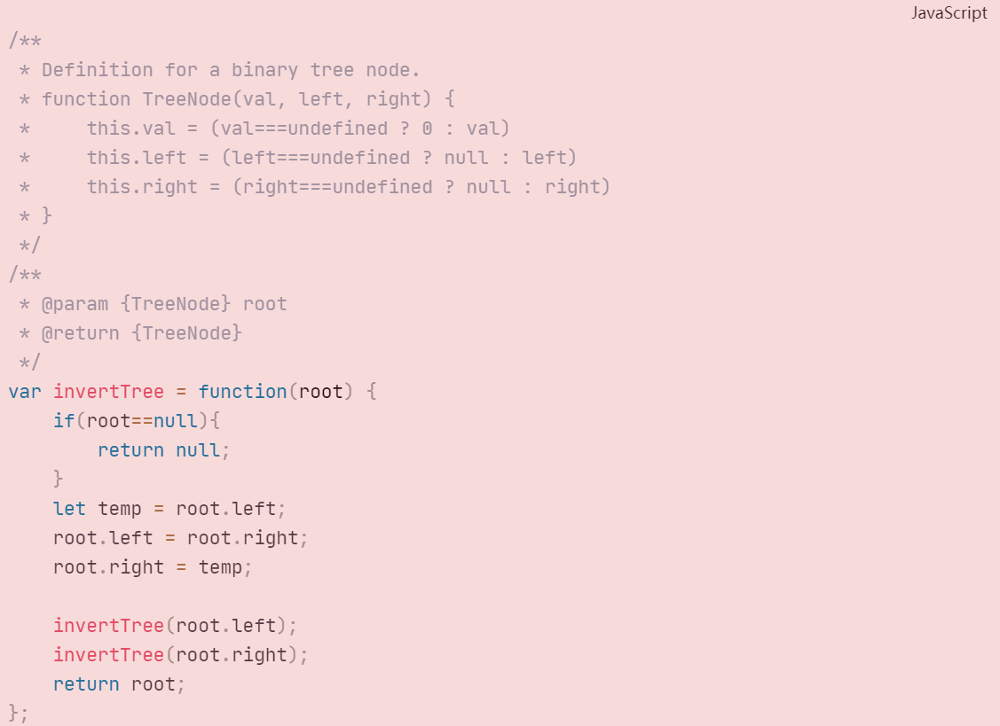 JavaScript
/**
 * Definition for a binary tree node.
 * function TreeNode(val, left, right) {
 *     this.val = (val===undefined ? 0 : val)
 *     this.left = (left===undefined ? null : left)
 *     this.right = (right===undefined ? null : right)
 * }
 */
/**
 * @param {TreeNode} root
 * @return {TreeNode}
 */
var invertTree = function(root) {
    if(root==null){
        return null;
    }
    let temp = root.left;
    root.left = root.right;
    root.right = temp;

    invertTree(root.left);
    invertTree(root.right);
    return root;
};